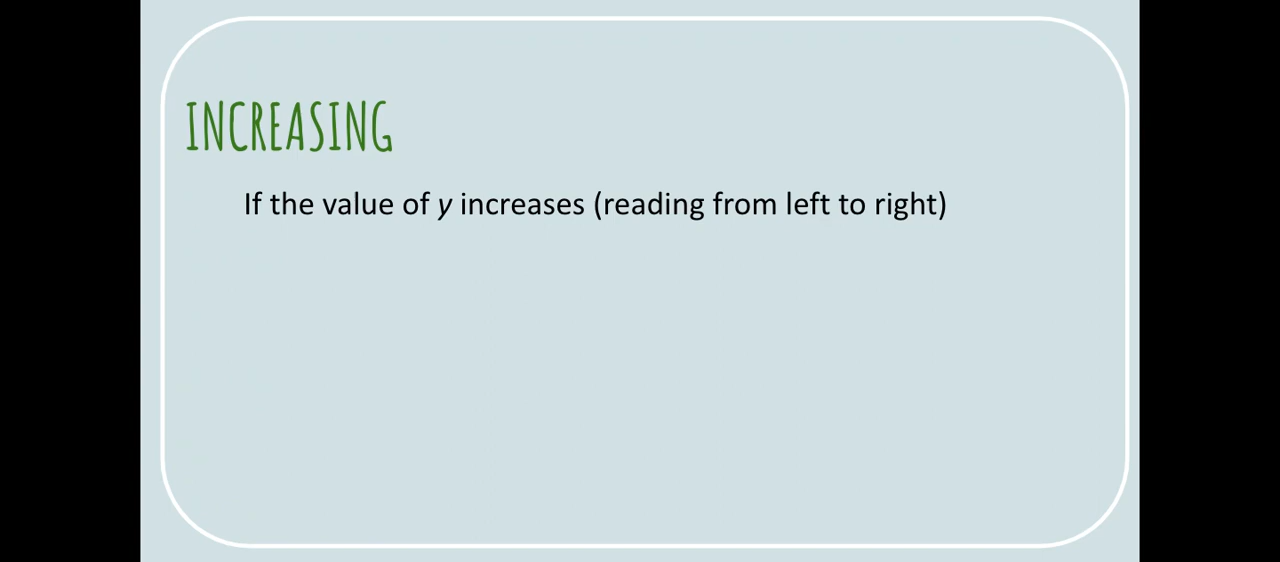 INCREASING
If the value of y increases (reading from left to right)